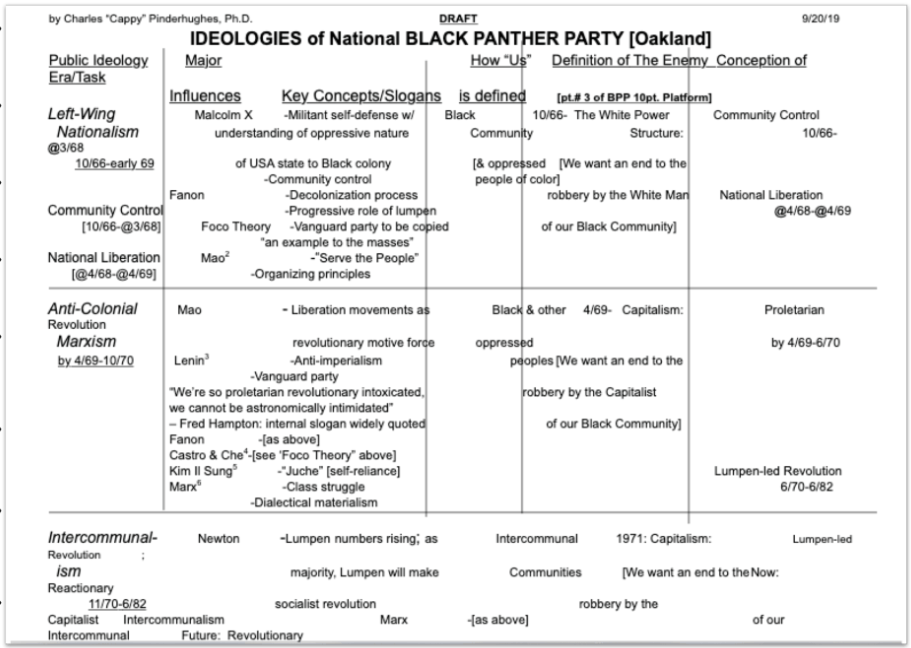 by Charles “Cappy” Pinderhughes, Ph.D. DRAFT 9/20/19
IDEOLOGIES of National BLACK PANTHER PARTY [Oakland]
Public Ideology Major How “Us” Definition of The Enemy Conception of
Era/Task
Influences Key Concepts/Slogans is defined [pt.# 3 of BPP 10pt. Platform]
Left-Wing Malcolm X -Militant self-defense w/ Black 10/66- The White Power Community Control
Nationalism understanding of oppressive nature Community Structure: 10/66-
@3/68
10/66-early 69 of USA state to Black colony [& oppressed [We want an end to the
-Community control people of color]
Fanon -Decolonization process robbery by the White Man National Liberation
Community Control -Progressive role of lumpen @4/68-@4/69
[10/66-@3/68] Foco Theory -Vanguard party to be copied of our Black Community]
“an example to the masses”
National Liberation Mao2 -”Serve the People”
[@4/68-@4/69] -Organizing principles
Anti-Colonial Mao - Liberation movements as Black & other 4/69- Capitalism: Proletarian
Revolution
Marxism revolutionary motive force oppressed by 4/69-6/70
by 4/69-10/70 Lenin3 -Anti-imperialism peoples [We want an end to the
-Vanguard party
“We’re so proletarian revolutionary intoxicated, robbery by the Capitalist
we cannot be astronomically intimidated”
– Fred Hampton: internal slogan widely quoted of our Black Community]
Fanon -[as above]
Castro & Che4-[see ‘Foco Theory” above]
Kim Il Sung5 -”Juche” [self-reliance] Lumpen-led Revolution
Marx6 -Class struggle 6/70-6/82
-Dialectical materialism
Intercommunal- Newton -Lumpen numbers rising; as Intercommunal 1971: Capitalism: Lumpen-led
Revolution ;
ism majority, Lumpen will make Communities [We want an end to the Now:
Reactionary
11/70-6/82 socialist revolution robbery by the
Capitalist Intercommunalism Marx -[as above] of our
Intercommunal Future: Revolutionary